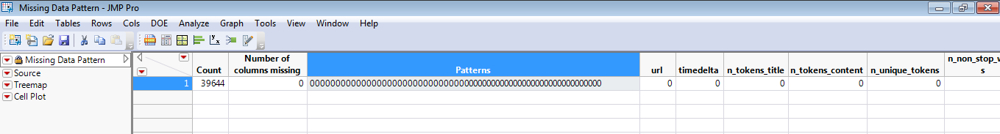 Missing Data Pattern - JMP Pro
File Edit Tables Rows Cols DOE Analyze Graph Tools View Window Help
Missing Data Pattern
Source
Treemap
Cell Plot
Count Number of columns missing Patterns url timedelta n_tokens_title n_tokens_content n_unique_tokens n_non_stop_w
s
1 39644 0 0000000000000000000000000000000000000000000000000000000000000 0 0 0 0 0